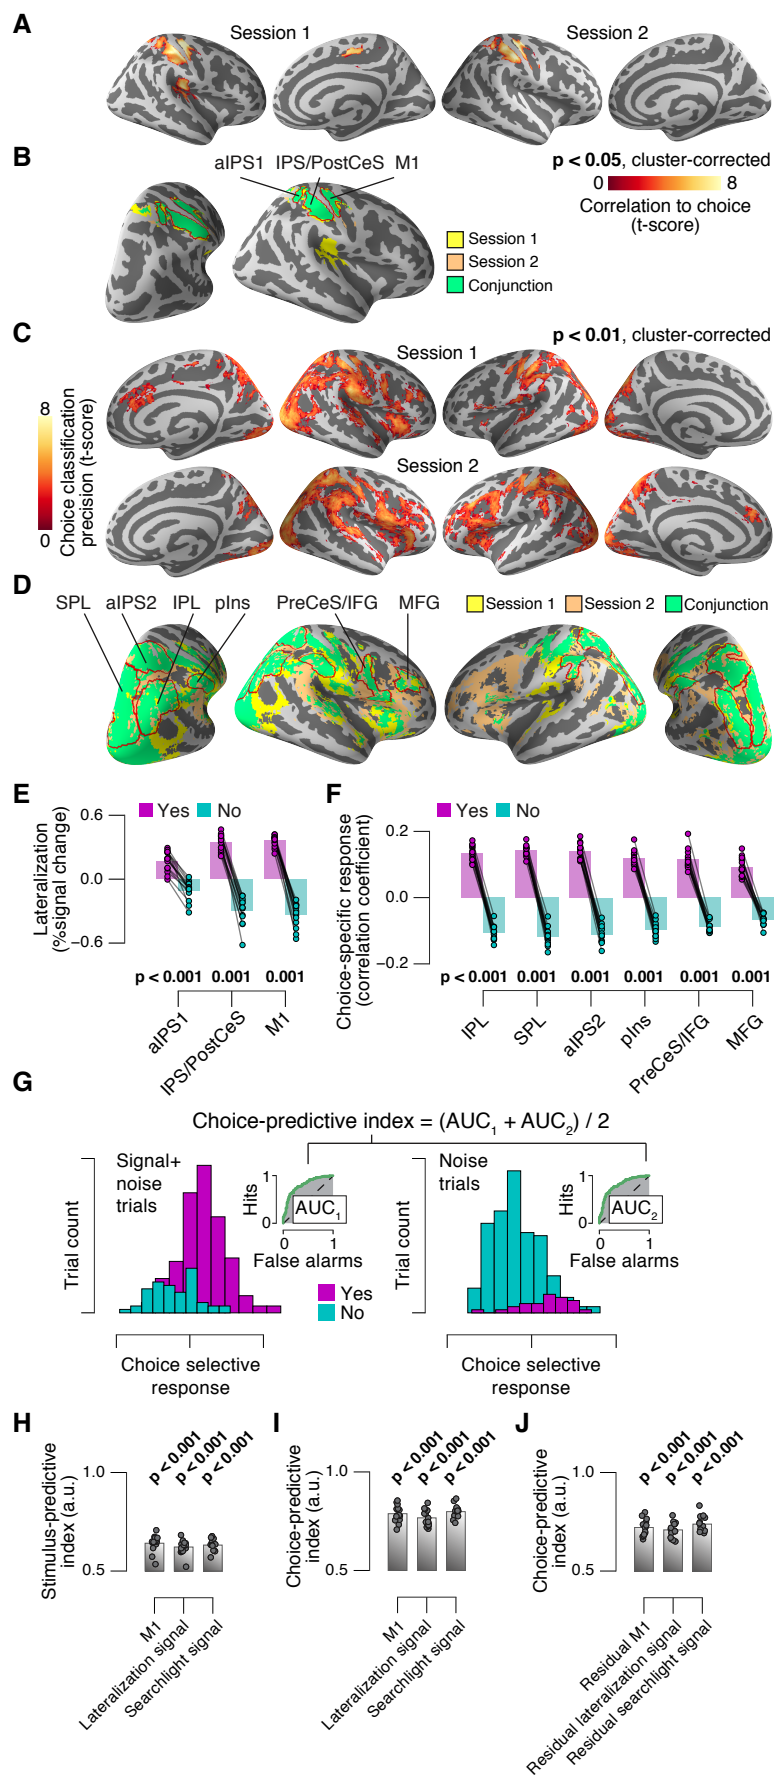 A
Session 1
Session 2
B
aIPS1
IPS/PostCeS
M1
p < 0.05, cluster-corrected
0
8
Correlation to choice
(t-score)
Session 1
Session 2
Conjunction
C
p < 0.01, cluster-corrected
Session 1
8
0
Choice classification
precision (t-score)
Session 2
D
SPL
aIPS2
IPL
pIns
PreCeS/IFG
MFG
Session 1
Session 2
Conjunction
E
Yes
No
Lateralization
(%signal change)
0.6
0.0
−0.6
p < 0.001
0.001
0.001
aIPS1
IPS/PostCeS
M1
F
Yes
No
Choice-specific response
(correlation coefficient)
0.2
0.0
−0.2
p < 0.001
0.001
0.001
0.001
0.001
0.001
IPL
SPL
aIPS2
pIns
PreCeS/IFG
MFG
G
Choice-predictive index = (AUC1 + AUC2) / 2
Trial count
Signal+
noise
trials
Hits
1
0
AUC1
0
1
False alarms
Yes
No
Choice selective
response
Trial count
Noise
trials
Hits
1
0
AUC2
0
1
False alarms
Choice selective
response
H
p < 0.001
p < 0.001
p < 0.001
Stimulus-predictive
index (a.u.)
1.0
0.5
M1
Lateralization signal
Searchlight signal
I
p < 0.001
p < 0.001
p < 0.001
Choice-predictive
index (a.u.)
1.0
0.5
M1
Lateralization signal
Searchlight signal
J
p < 0.001
p < 0.001
p < 0.001
Choice-predictive
index (a.u.)
1.0
0.5
Residual M1
Residual lateralization signal
Residual searchlight signal